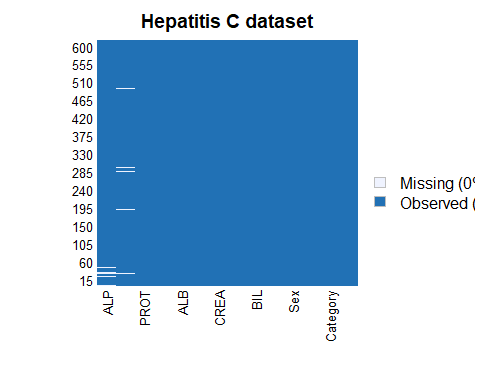 Hepatitis C dataset
600
555
510
465
420
375
330
285
240
195
150
105
60
15
ALP
PROT
ALB
CREA
BIL
Sex
Category
Missing (0%
Observed (